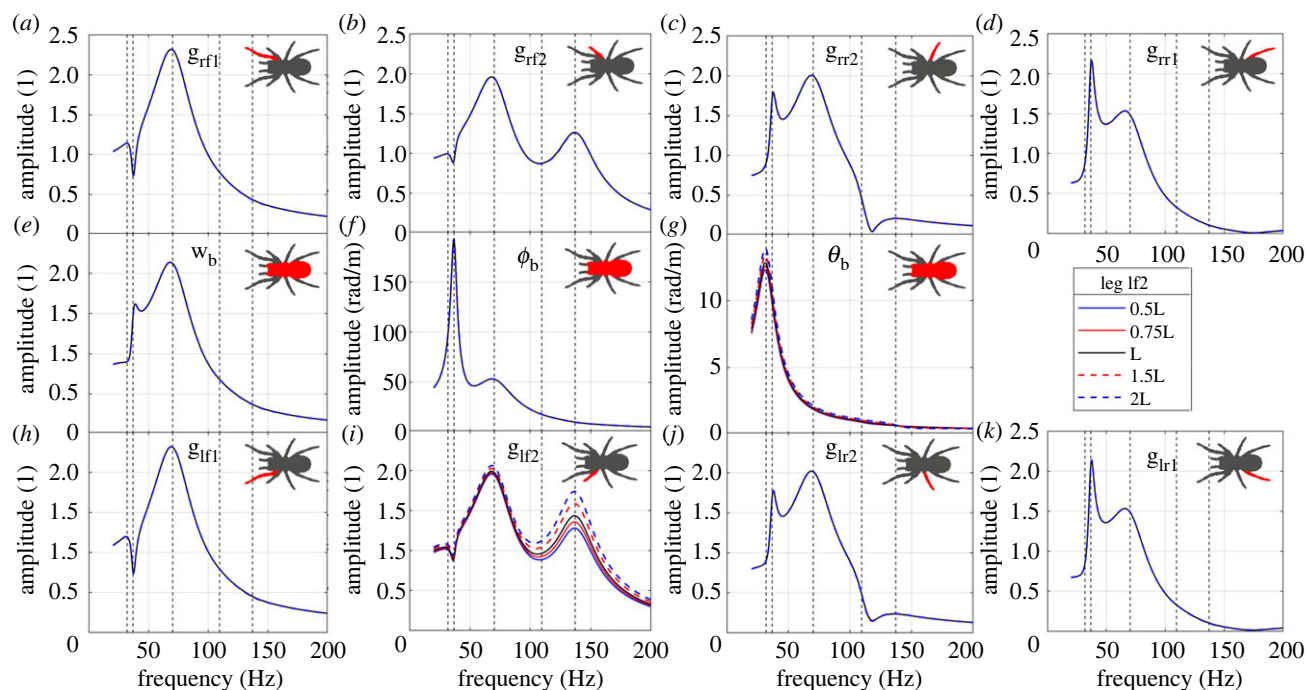 (a) (b) (c) (d)
2.5 2.5 2.5 2.5
g_rf1 g_rf2 g_rr2 g_rr1
2.0 2.0 2.0 2.0
1.5 1.5 1.5 1.5
1.0 1.0 1.0 1.0
0.5 0.5 0.5 0.5
0 0 0 0
amplitude (1) amplitude (1) amplitude (1) amplitude (1)
50 100 150 200
(e) (f) (g)
w_b ϕ_b θ_b
2.0 150 10
1.5 100 5
1.5 50
0.5
0 0 0
amplitude (1) amplitude (rad/m) amplitude (rad/m)
leg lf2
0.5L
0.75L
L
1.5L
2L
(h) (i) (j) (k)
2.5
g_lf1 g_lf2 g_lr2 g_lr1
2.0 2.0 2.0 2.0
1.5 1.5 1.5 1.5
1.5 1.5 1.5 1.0
0.5 0.5 0.5 0.5
0 0 0 0
amplitude (1) amplitude (1) amplitude (1) amplitude (1)
50 100 150 200 50 100 150 200 50 100 150 200 50 100 150 200
frequency (Hz) frequency (Hz) frequency (Hz) frequency (Hz)